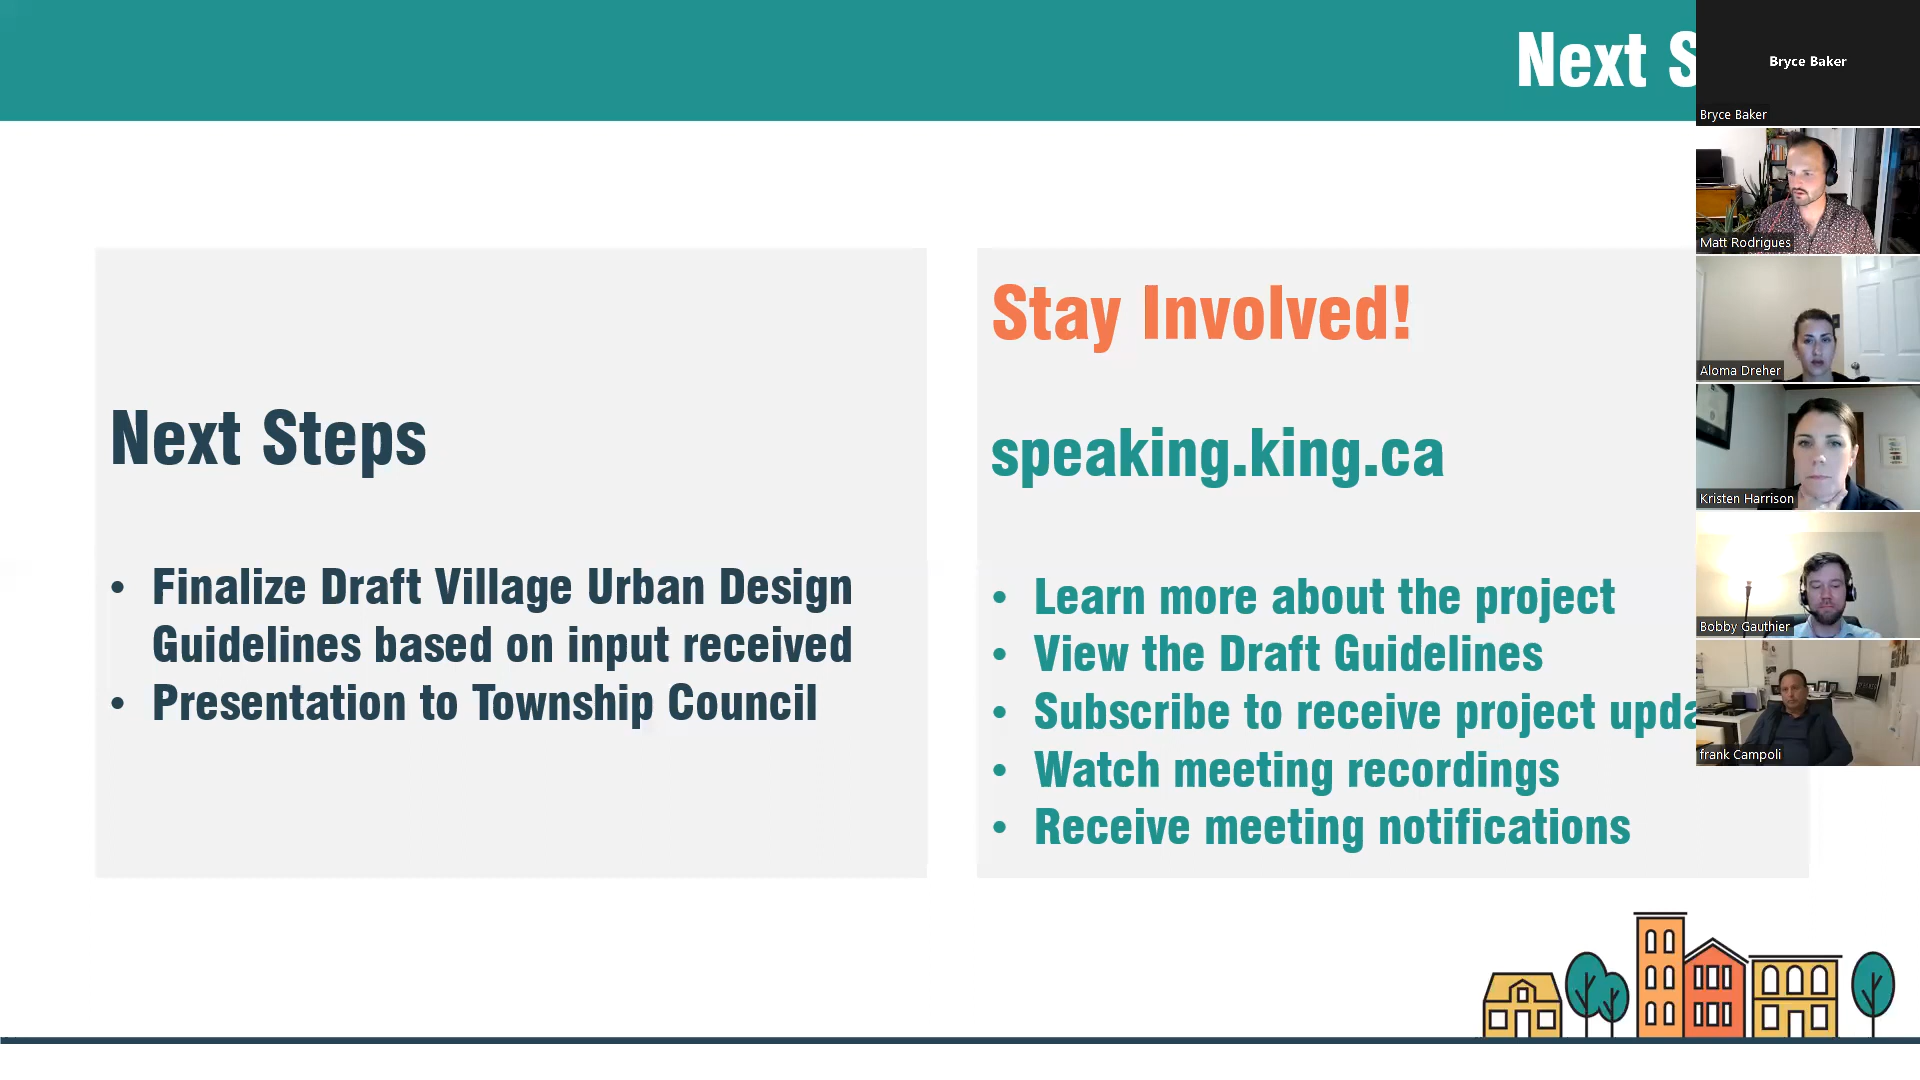 Next S
Next Steps
• Finalize Draft Village Urban Design
Guidelines based on input received
• Presentation to Township Council
Stay Involved!
speaking.king.ca
• Learn more about the project
• View the Draft Guidelines
• Subscribe to receive project upda
• Watch meeting recordings
• Receive meeting notifications
Bryce Baker
Bryce Baker
Matt Rodrigues
Aloma Dreher
Kristen Harrison
Bobby Gauthier
frank Campoli